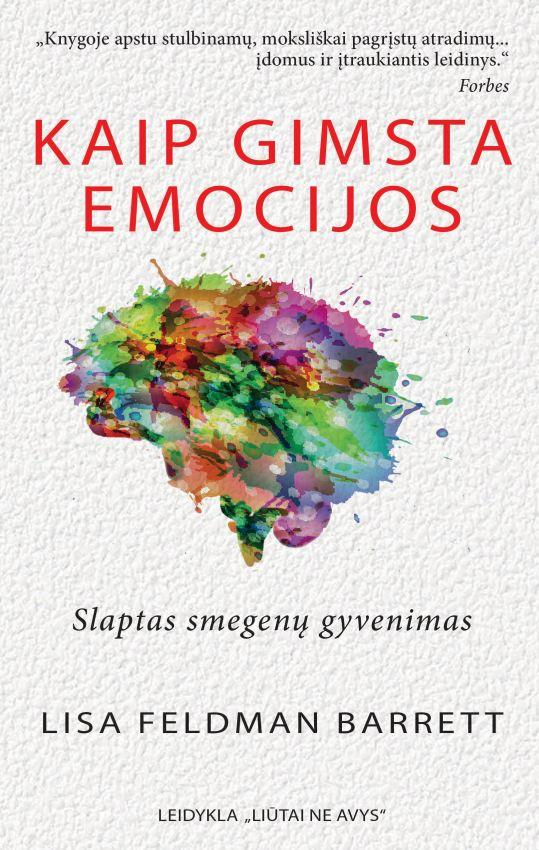 „Knygoje apstu stulbinamų, moksliškai pagrįstų atradimų...
įdomus ir įtraukiantis leidinys.“
Forbes
KAIP GIMSTA
EMOCIJOS
Slaptas smegenų gyvenimas
LISA FELDMAN BARRETT
LEIDYKLA „LIŪTAI NE AVYS“